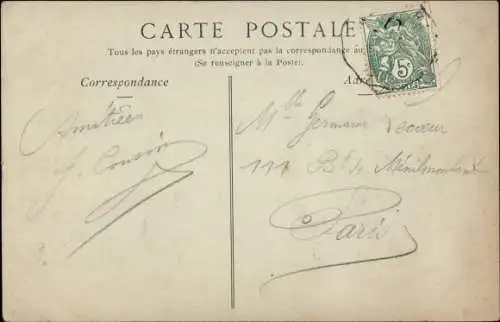 CARTE POSTALE
Tous les pays étrangers n'acceptent pas la correspondance au
(Se renseigner à la Poste).
Correspondance
Adr
5c
Amitiés
J.
Mlle Germaine
111 Bd de Ménilmontant
Paris